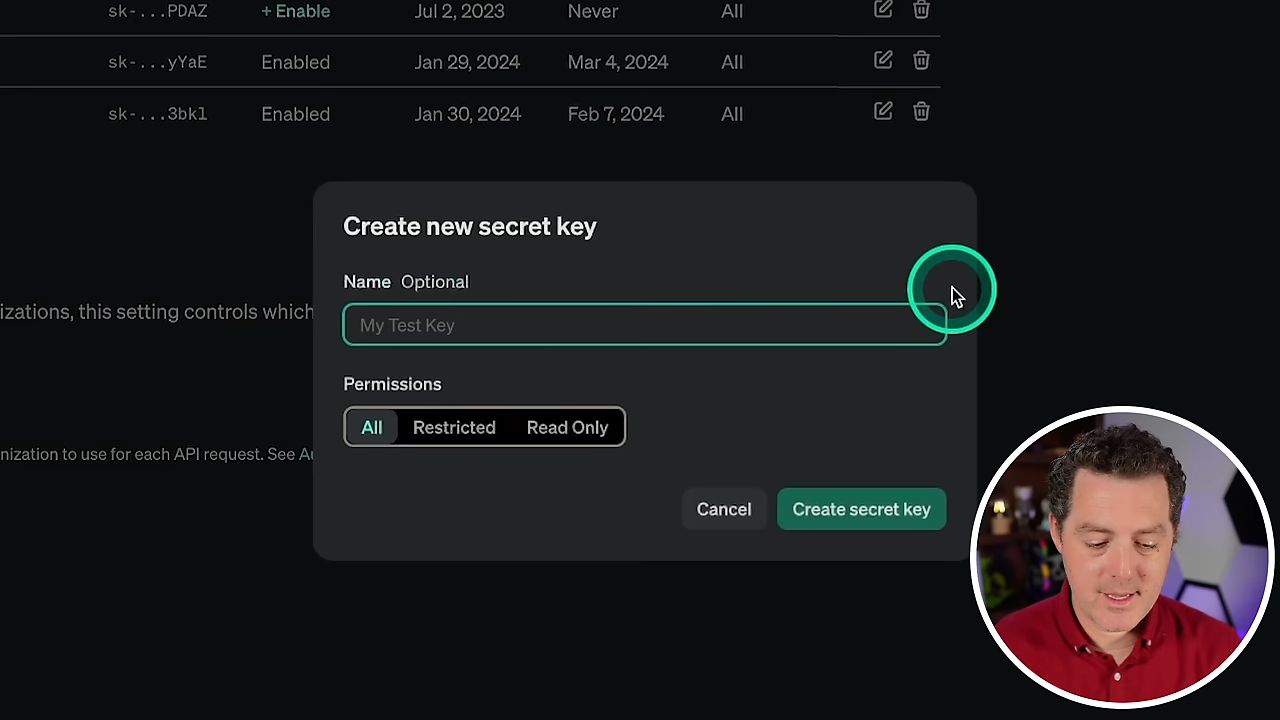 sk-...PDAZ + Enable Jul 2, 2023 Never All
sk-...yYaE Enabled Jan 29, 2024 Mar 4, 2024 All
sk-...3bkl Enabled Jan 30, 2024 Feb 7, 2024 All
Create new secret key
Name Optional
izations, this setting controls which
My Test Key
Permissions
All Restricted Read Only
nization to use for each API request. See Au
Cancel Create secret key